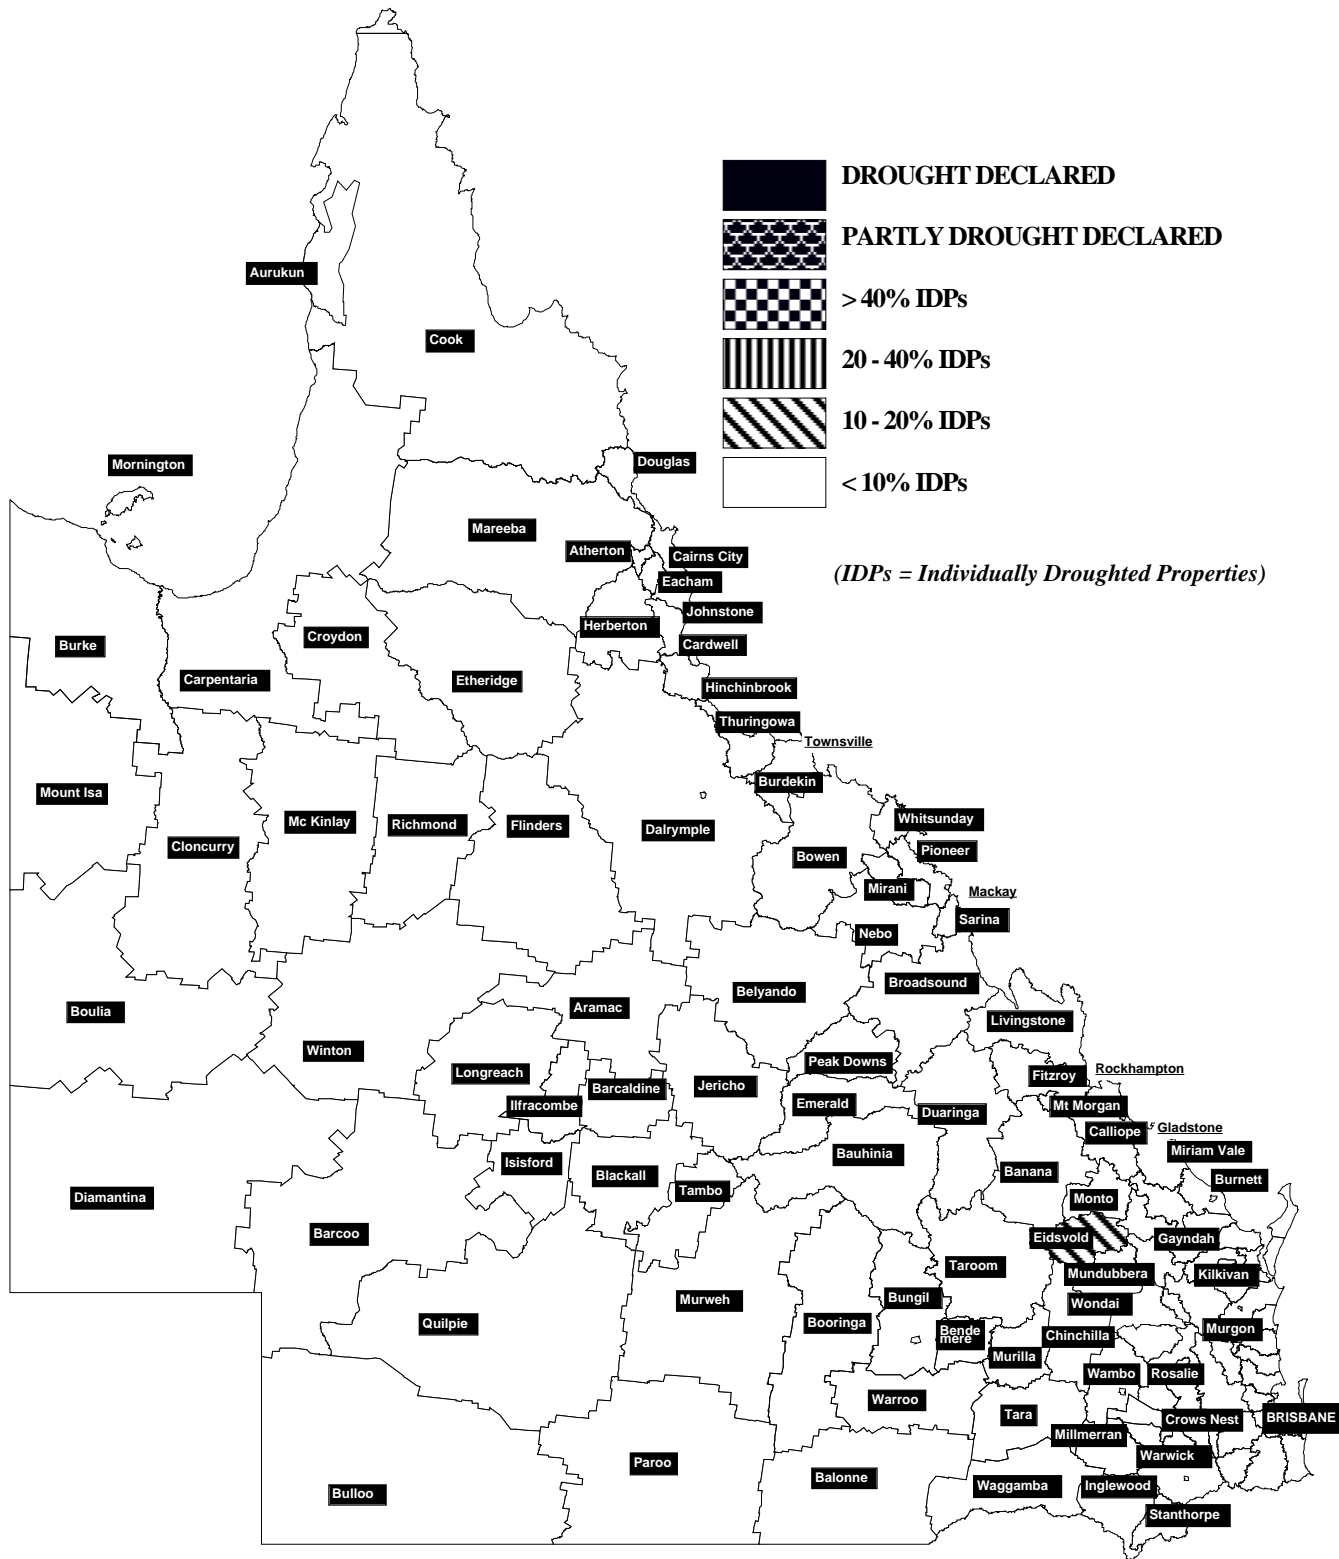 DROUGHT DECLARED
PARTLY DROUGHT DECLARED
> 40% IDPs
20 - 40% IDPs
10 - 20% IDPs
< 10% IDPs
(IDPs = Individually Droughted Properties)
Aurukun
Cook
Mornington
Douglas
Mareeba
Atherton
Cairns City
Eacham
Johnstone
Herberton
Croydon
Cardwell
Burke
Carpentaria
Etheridge
Hinchinbrook
Thuringowa
Townsville
Burdekin
Mount Isa
Mc Kinlay
Richmond
Flinders
Dalrymple
Whitsunday
Cloncurry
Bowen
Pioneer
Mirani
Mackay
Sarina
Nebo
Broadsound
Belyando
Boulia
Aramac
Livingstone
Winton
Longreach
Peak Downs
Rockhampton
Fitzroy
Barcaldine
Jericho
Ilfracombe
Emerald
Duaringa
Mt Morgan
Gladstone
Calliope
Miriam Vale
Isisford
Bauhinia
Blackall
Banana
Burnett
Diamantina
Tambo
Monto
Barcoo
Eidsvold
Gayndah
Taroom
Mundubbera
Kilkivan
Murweh
Bungil
Wondai
Quilpie
Booringa
Bende
mere
Chinchilla
Murgon
Murilla
Wambo
Rosalie
Warroo
Tara
Crows Nest
BRISBANE
Millmerran
Warwick
Paroo
Balonne
Waggamba
Inglewood
Bulloo
Stanthorpe